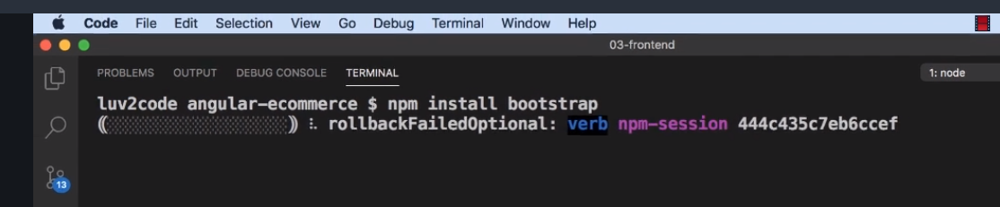 Code File Edit Selection View Go Debug Terminal Window Help
03-frontend
PROBLEMS OUTPUT DEBUG CONSOLE TERMINAL 1: node
luv2code angular-ecommerce $ npm install bootstrap
(░░░░░░░░░░░░░░░░░░) ⠧ rollbackFailedOptional: verb npm-session 444c435c7eb6ccef
13